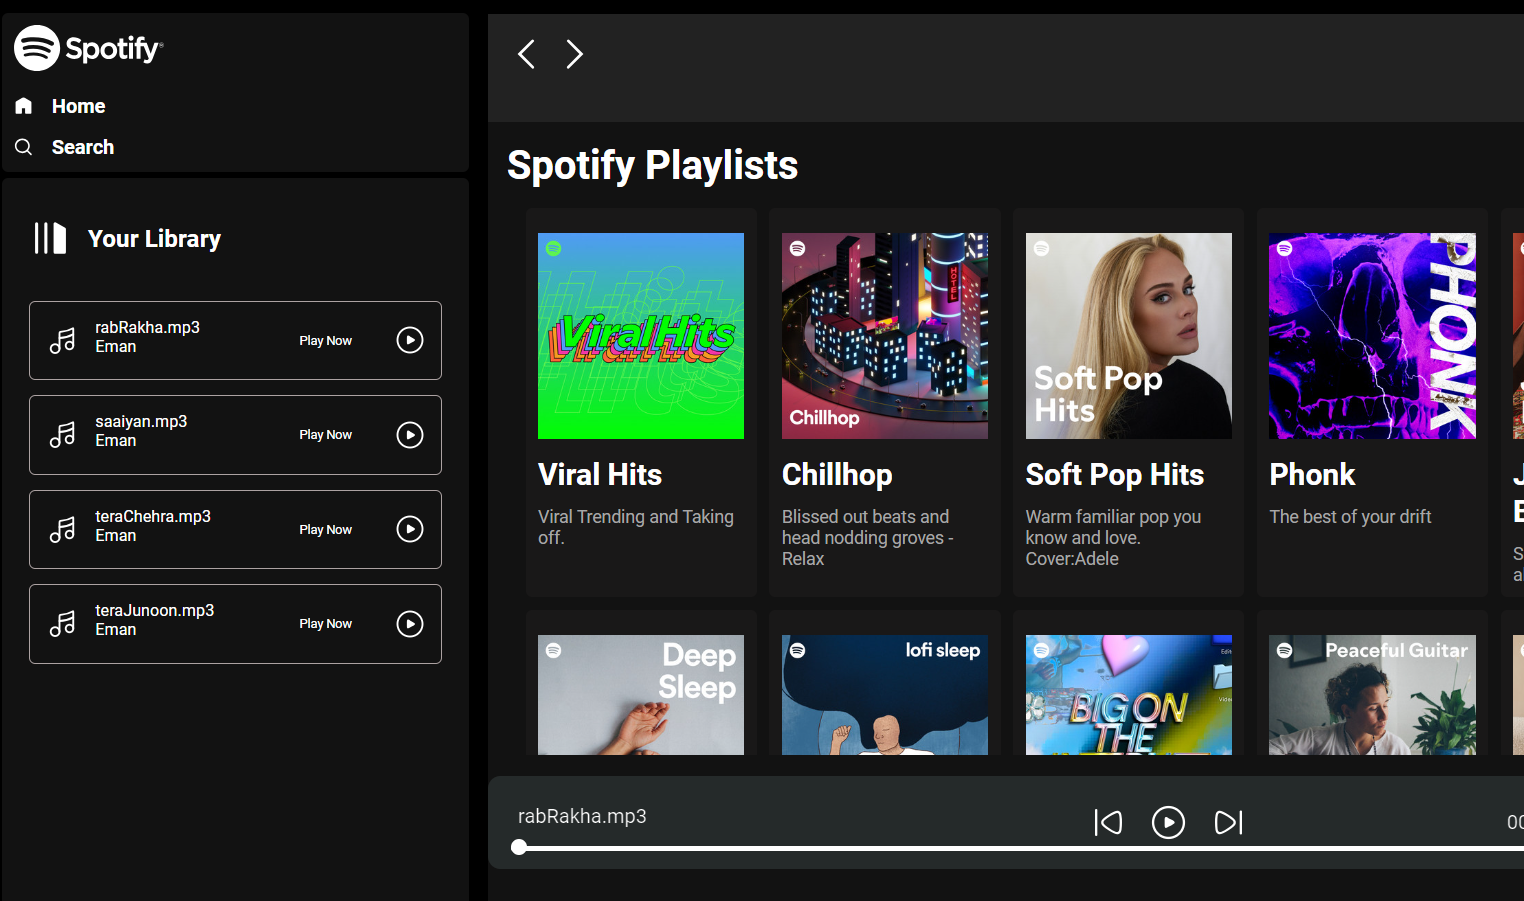 Spotify
Home
Search
Your Library
rabRakha.mp3
Eman
Play Now
saaiyan.mp3
Eman
Play Now
teraChehra.mp3
Eman
Play Now
teraJunoon.mp3
Eman
Play Now
Spotify Playlists
Viral Hits
Viral Hits
Viral Trending and Taking
off.
Chillhop
HOTEL
Chillhop
Blissed out beats and
head nodding groves -
Relax
Soft Pop
Hits
Soft Pop Hits
Warm familiar pop you
know and love.
Cover:Adele
PHONK
Phonk
The best of your drift
Deep
Sleep
lofi sleep
BIG ON
THE
Peaceful Guitar
rabRakha.mp3